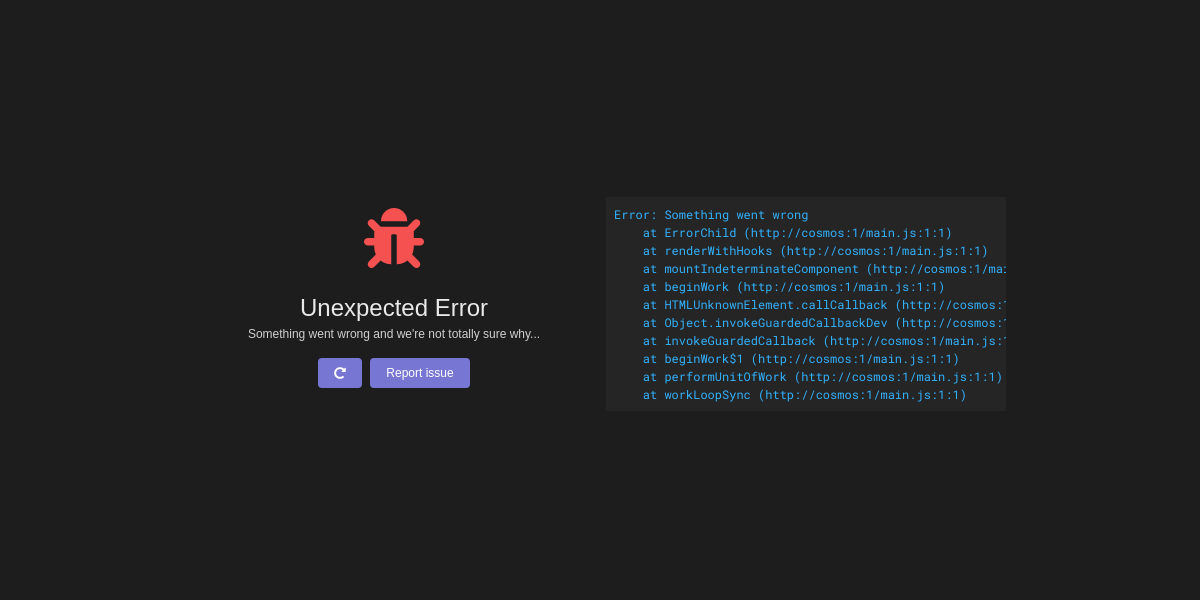 Unexpected Error
Something went wrong and we're not totally sure why...
Report issue
Error: Something went wrong
at ErrorChild (http://cosmos:1/main.js:1:1)
at renderWithHooks (http://cosmos:1/main.js:1:1)
at mountIndeterminateComponent (http://cosmos:1/mai
at beginWork (http://cosmos:1/main.js:1:1)
at HTMLUnknownElement.callCallback (http://cosmos:1
at Object.invokeGuardedCallbackDev (http://cosmos:1
at invokeGuardedCallback (http://cosmos:1/main.js:1
at beginWork$1 (http://cosmos:1/main.js:1:1)
at performUnitOfWork (http://cosmos:1/main.js:1:1)
at workLoopSync (http://cosmos:1/main.js:1:1)